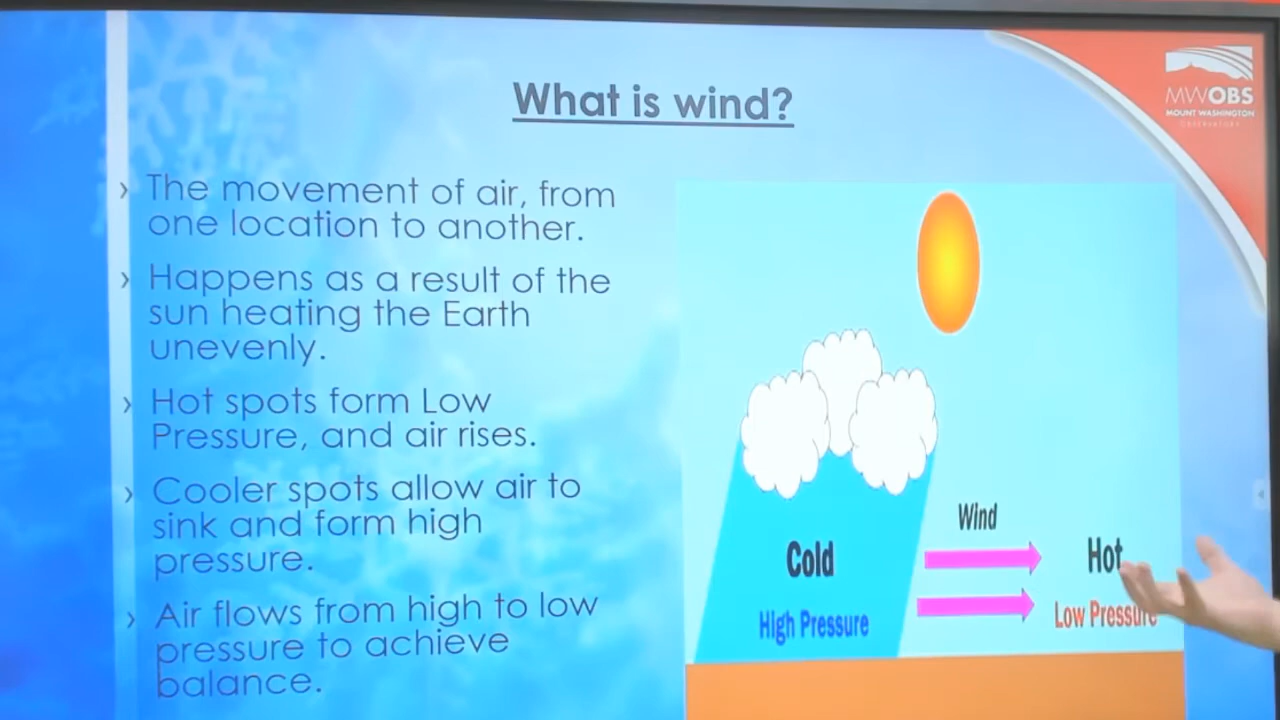 What is wind?
MWOBS
MOUNT WASHINGTON
OBSERVATORY
› The movement of air, from
one location to another.
› Happens as a result of the
sun heating the Earth
unevenly.
› Hot spots form Low
Pressure, and air rises.
› Cooler spots allow air to
sink and form high
pressure.
› Air flows from high to low
pressure to achieve
balance.
Wind
Cold
Hot
High Pressure
Low Pressure